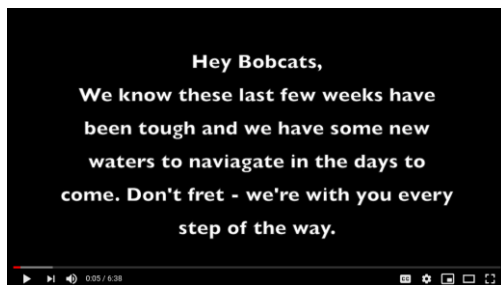 Hey Bobcats,
We know these last few weeks have
been tough and we have some new
waters to naviagate in the days to
come. Don't fret - we're with you every
step of the way.
0:05 / 6:38
CC